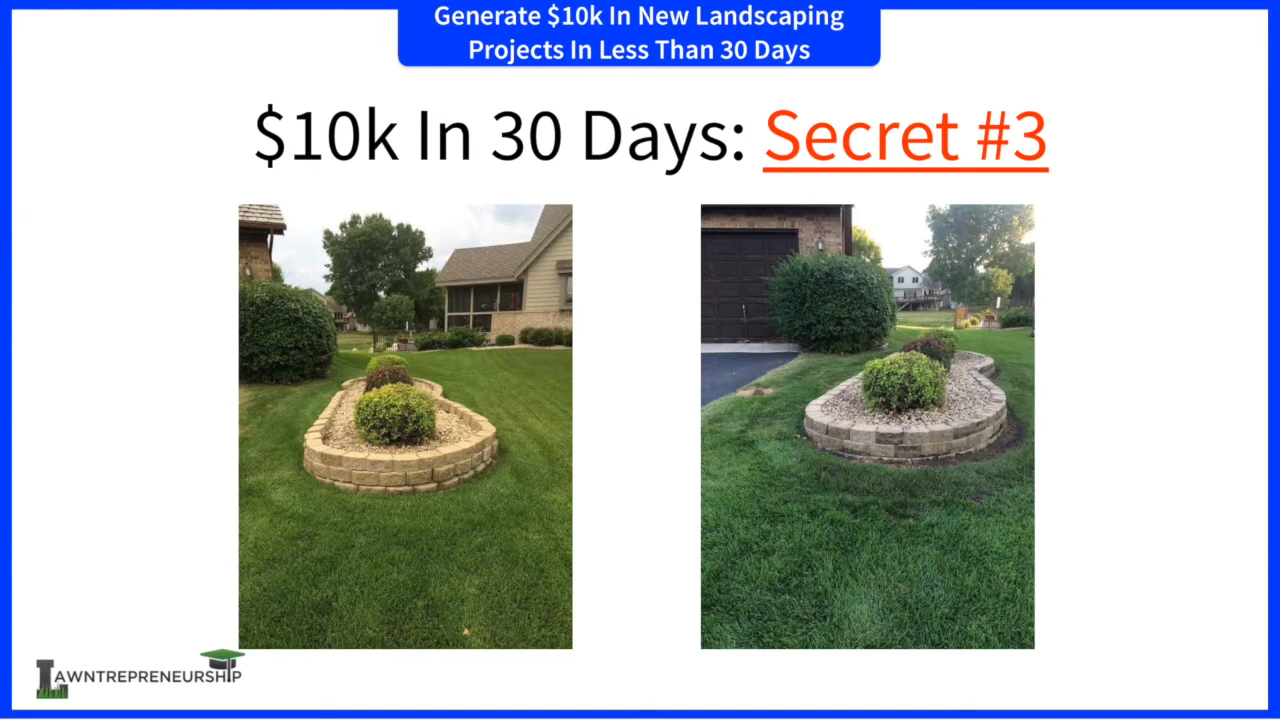 Generate $10k In New Landscaping
Projects In Less Than 30 Days
$10k In 30 Days: Secret #3
LAWNTREPRENEURSHIP